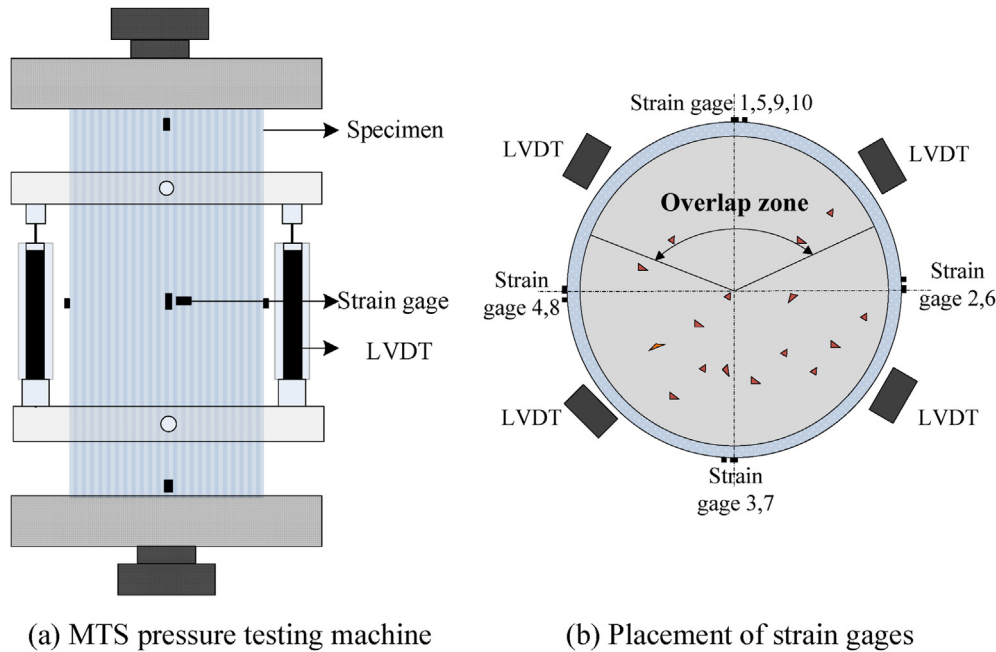 Specimen
Strain gage
LVDT
(a) MTS pressure testing machine
Strain gage 1,5,9,10
LVDT
LVDT
Overlap zone
Strain
gage 4,8
Strain
gage 2,6
LVDT
LVDT
Strain
gage 3,7
(b) Placement of strain gages